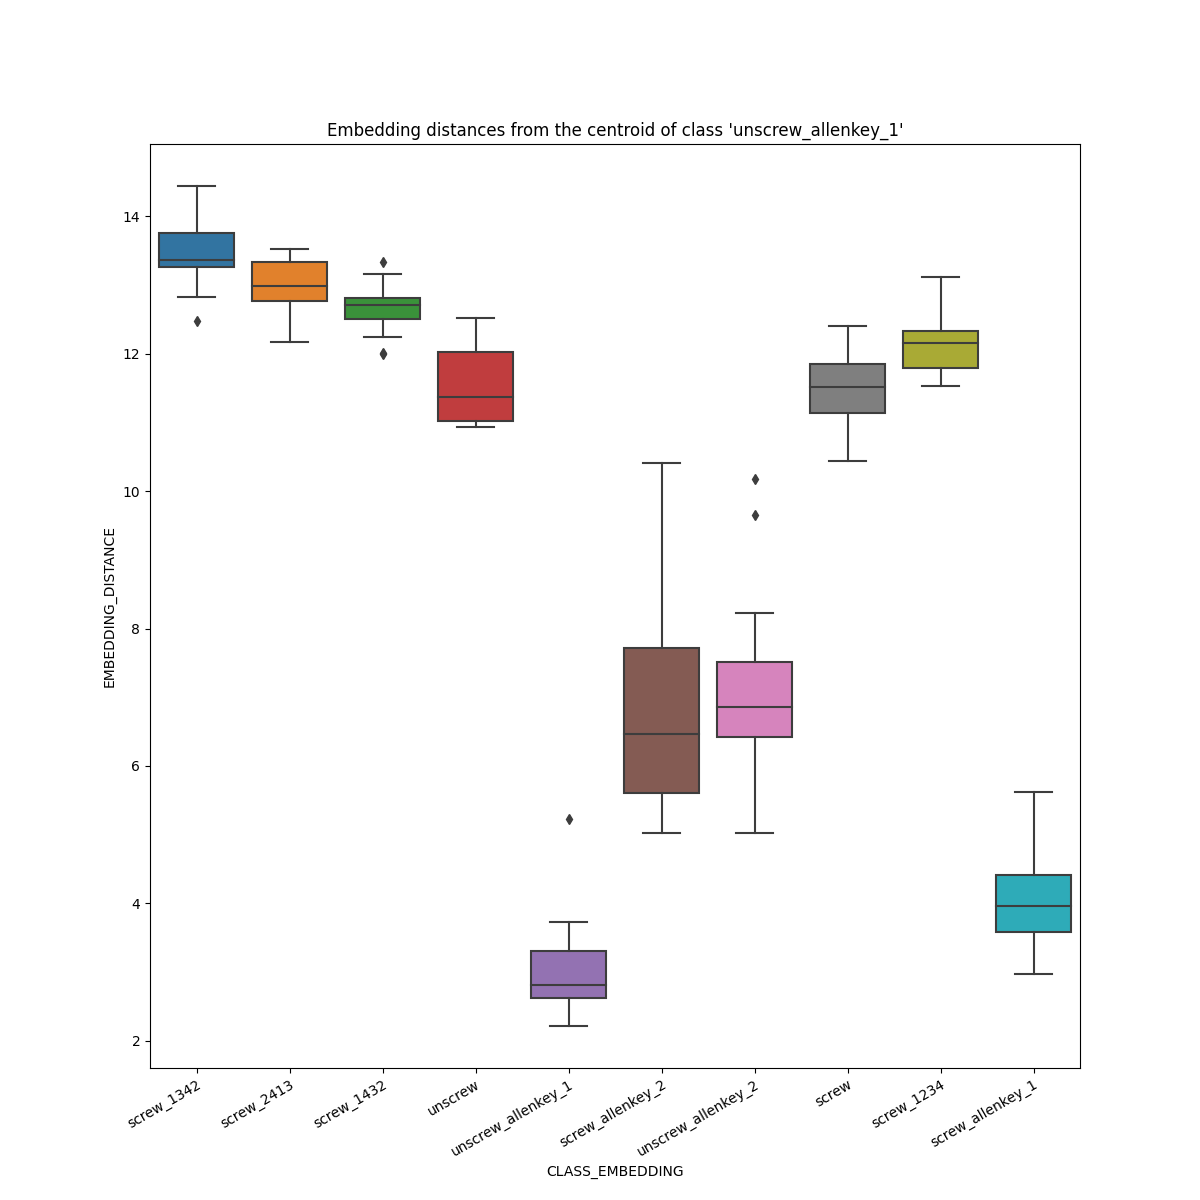 Embedding distances from the centroid of class 'unscrew_allenkey_1'
14
12
10
8
6
4
2
EMBEDDING_DISTANCE
screw_1342
screw_2413
screw_1432
unscrew
unscrew_allenkey_1
screw_allenkey_2
unscrew_allenkey_2
screw
screw_1234
screw_allenkey_1
CLASS_EMBEDDING